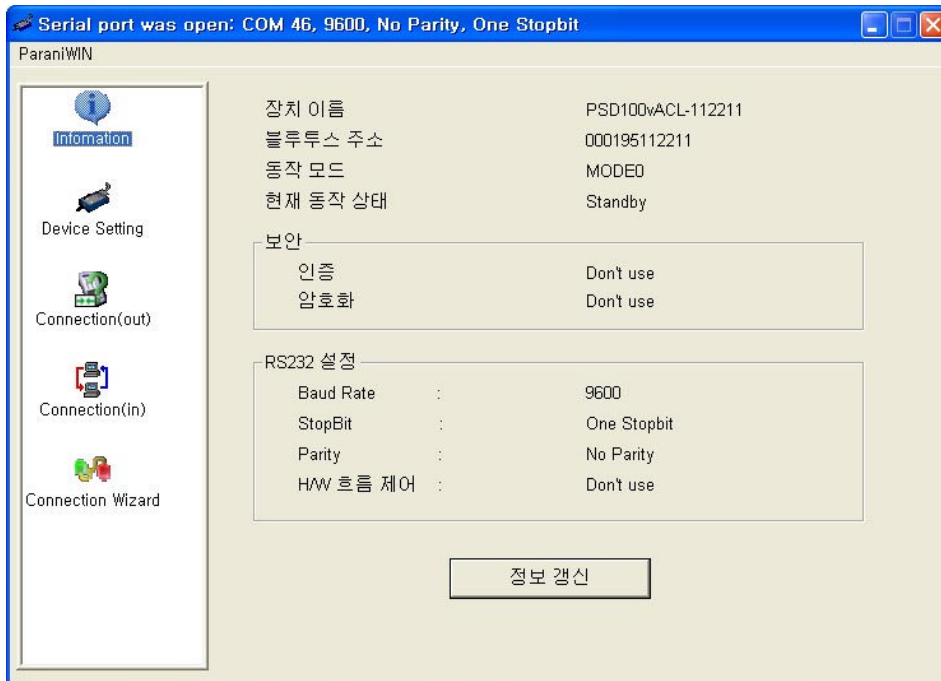 Serial port was open: COM 46, 9600, No Parity, One Stopbit
ParaniWIN
Infomation
Device Setting
Connection(out)
Connection(in)
Connection Wizard
장치 이름 PSD100vACL-112211
블루투스 주소 000195112211
동작 모드 MODE0
현재 동작 상태 Standby
보안
인증 Don't use
암호화 Don't use
RS232 설정
Baud Rate : 9600
StopBit : One Stopbit
Parity : No Parity
H/W 흐름 제어 : Don't use
정보 갱신